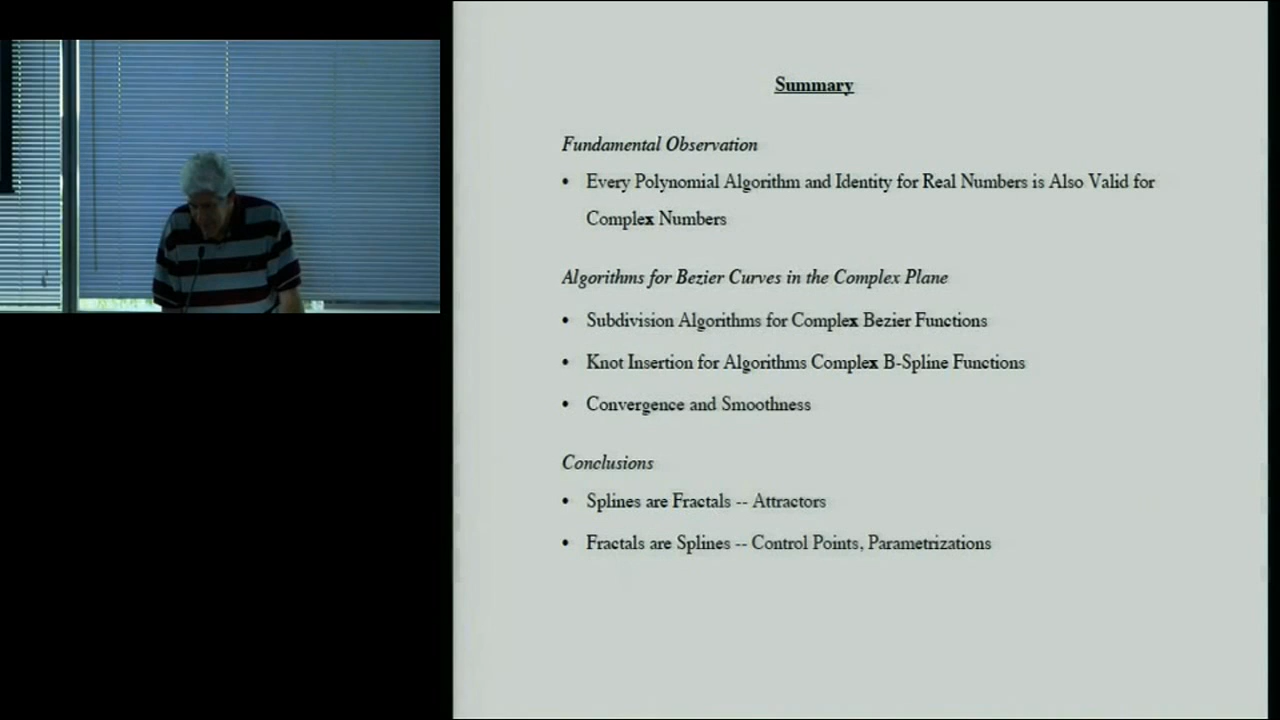 Summary
Fundamental Observation
• Every Polynomial Algorithm and Identity for Real Numbers is Also Valid for
Complex Numbers
Algorithms for Bezier Curves in the Complex Plane
• Subdivision Algorithms for Complex Bezier Functions
• Knot Insertion for Algorithms Complex B-Spline Functions
• Convergence and Smoothness
Conclusions
• Splines are Fractals -- Attractors
• Fractals are Splines -- Control Points, Parametrizations